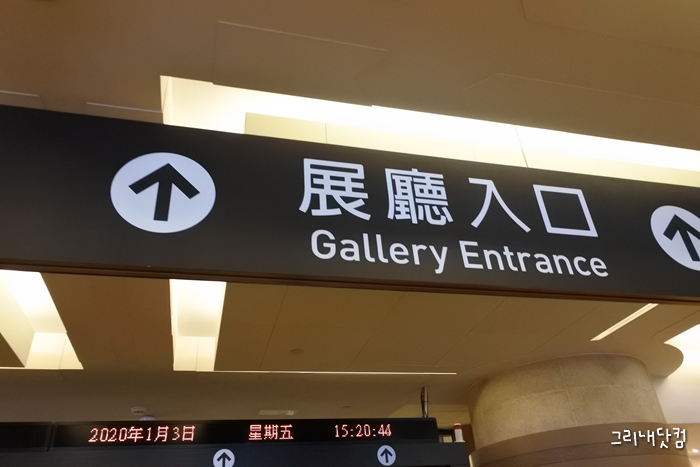 展廳入口
Gallery Entrance
2020年1月3日 星期五 15:20:44
그리내닷컴